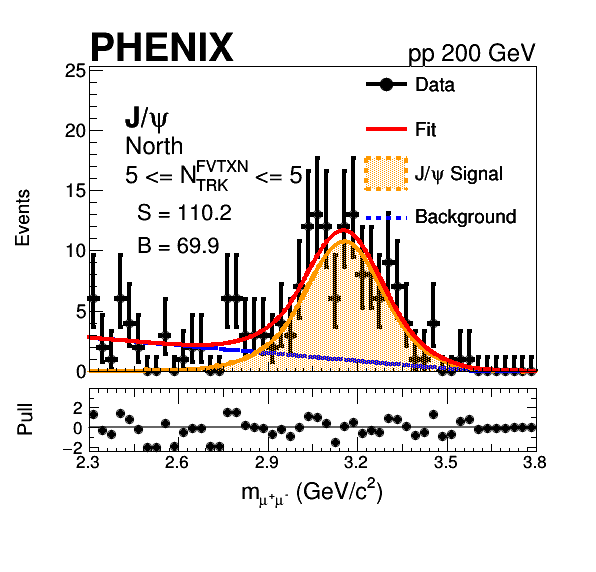 PHENIX
pp 200 GeV
Data
Fit
J/ψ Signal
Background
J/ψ
North
5 <= N^{FVTXN}_{TRK} <= 5
S = 110.2
B = 69.9
Events
25
20
15
10
5
0
Pull
2
0
−2
2.3 2.6 2.9 3.2 3.5 3.8
m_{μ⁺μ⁻} (GeV/c²)